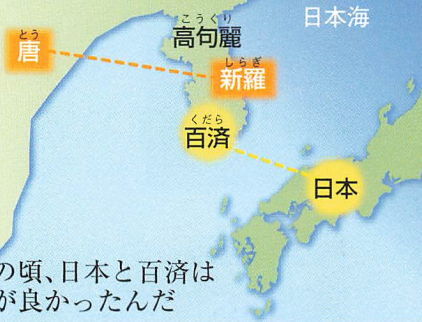 こうくり
高句麗
日本海
とう
唐
しらぎ
新羅
くだら
百済
日本
の頃、日本と百済は
が良かったんだ